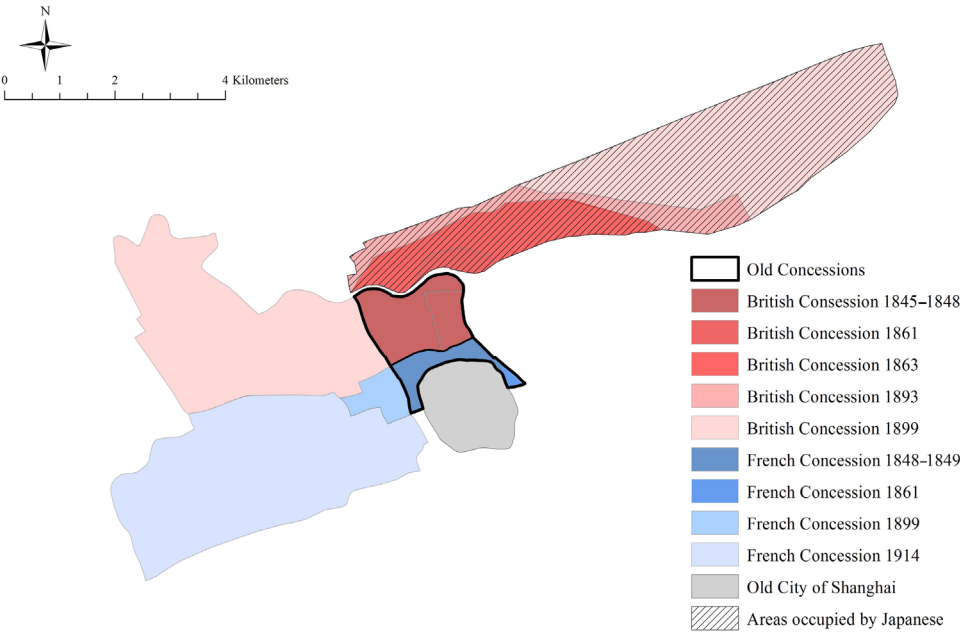 N
0 1 2 4 Kilometers
Old Concessions
British Consession 1845–1848
British Concession 1861
British Concession 1863
British Concession 1893
British Concession 1899
French Concession 1848–1849
French Concession 1861
French Concession 1899
French Concession 1914
Old City of Shanghai
Areas occupied by Japanese